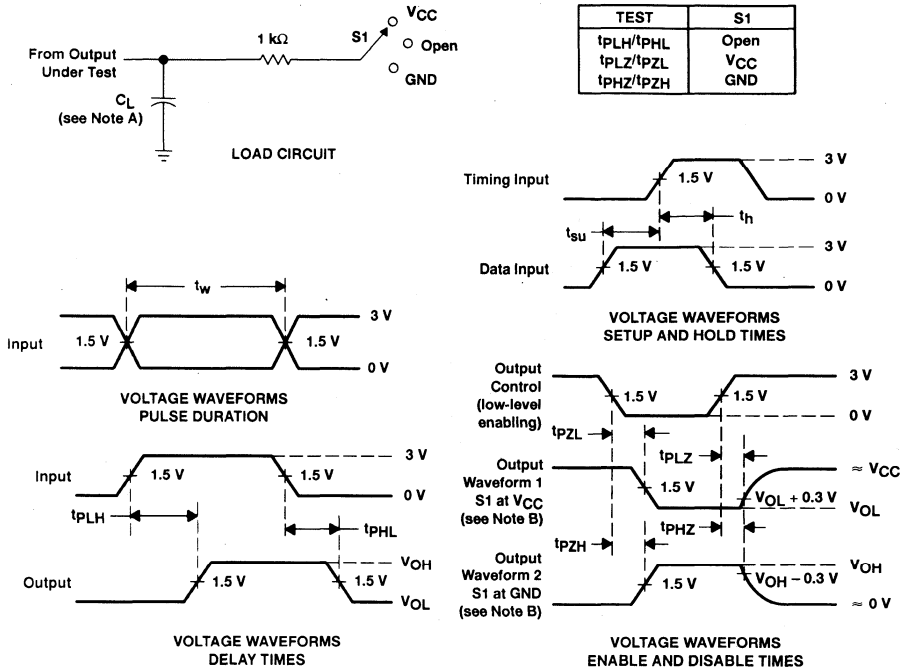 From Output
Under Test
CL
(see Note A)
1 kΩ
S1
VCC
Open
GND
LOAD CIRCUIT
TEST S1
tPLH/tPHL Open
tPLZ/tPZL VCC
tPHZ/tPZH GND
Timing Input
1.5 V
3 V
0 V
tsu
th
Data Input
1.5 V
1.5 V
3 V
0 V
VOLTAGE WAVEFORMS
SETUP AND HOLD TIMES
tw
Input
1.5 V
1.5 V
3 V
0 V
VOLTAGE WAVEFORMS
PULSE DURATION
Input
1.5 V
1.5 V
3 V
0 V
tPLH
tPHL
Output
1.5 V
1.5 V
VOH
VOL
VOLTAGE WAVEFORMS
DELAY TIMES
Output
Control
(low-level
enabling)
1.5 V
1.5 V
3 V
0 V
tPZL
tPLZ
Output
Waveform 1
S1 at VCC
(see Note B)
1.5 V
VOL + 0.3 V
≈ VCC
VOL
tPZH
tPHZ
Output
Waveform 2
S1 at GND
(see Note B)
1.5 V
VOH − 0.3 V
VOH
≈ 0 V
VOLTAGE WAVEFORMS
ENABLE AND DISABLE TIMES